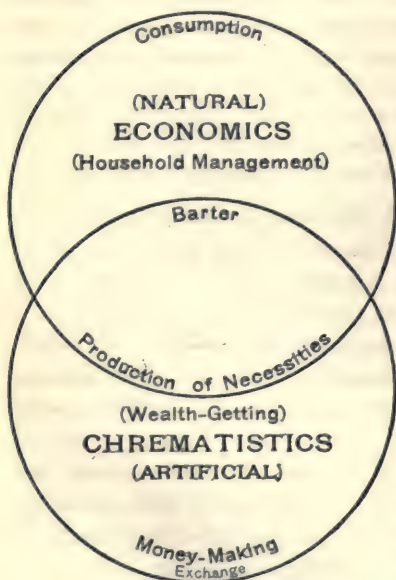 Consumption
(NATURAL)
ECONOMICS
(Household Management)
Barter
Production of Necessities
(Wealth-Getting)
CHREMATISTICS
(ARTIFICIAL)
Money-Making
Exchange